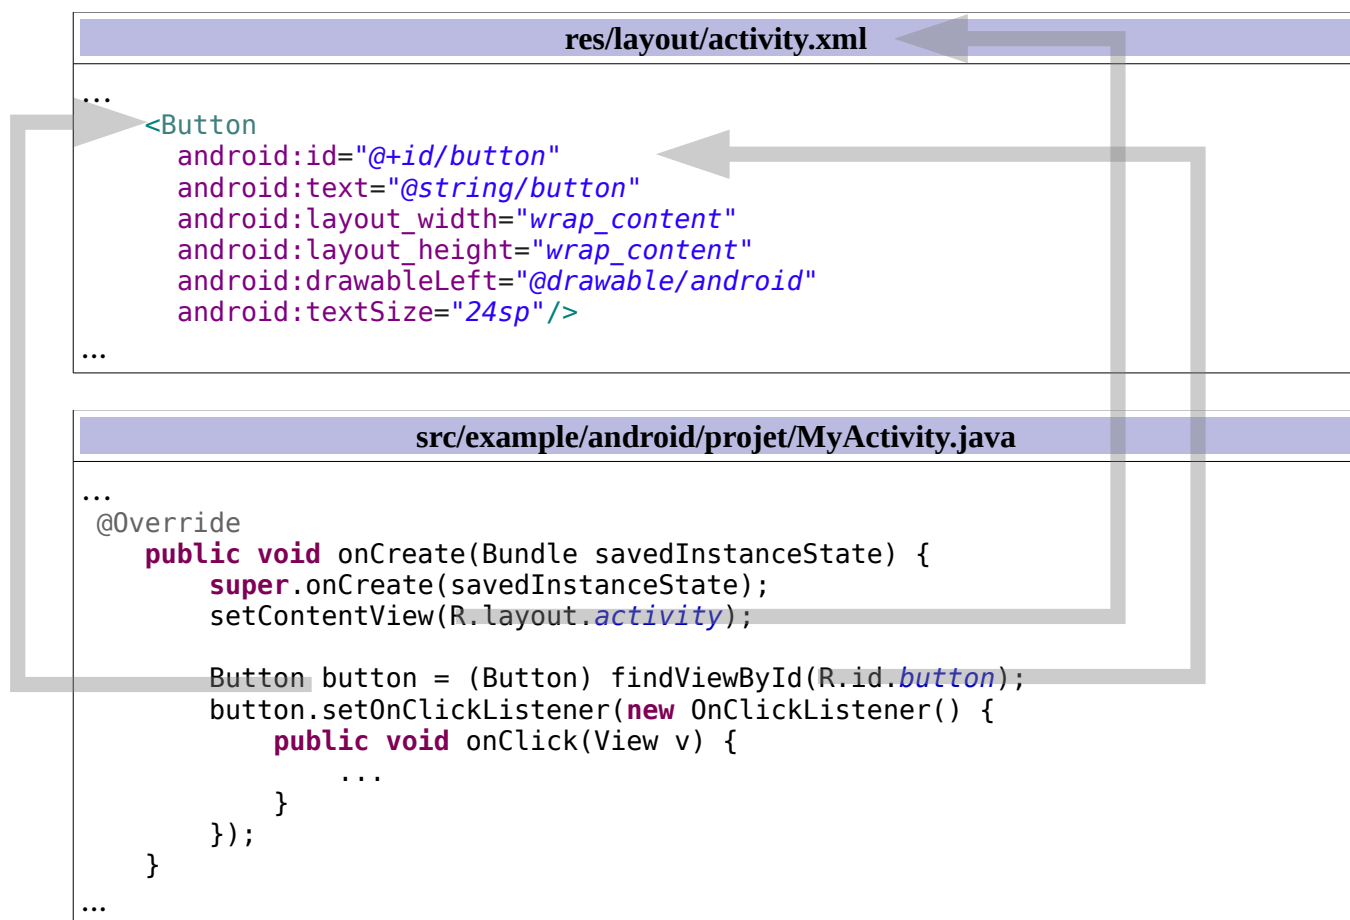 res/layout/activity.xml
...
<Button
android:id="@+id/button"
android:text="@string/button"
android:layout_width="wrap_content"
android:layout_height="wrap_content"
android:drawableLeft="@drawable/android"
android:textSize="24sp"/>
...
src/example/android/projet/MyActivity.java
...
@Override
public void onCreate(Bundle savedInstanceState) {
super.onCreate(savedInstanceState);
setContentView(R.layout.activity);
Button button = (Button) findViewById(R.id.button);
button.setOnClickListener(new OnClickListener() {
public void onClick(View v) {
...
}
});
}
...